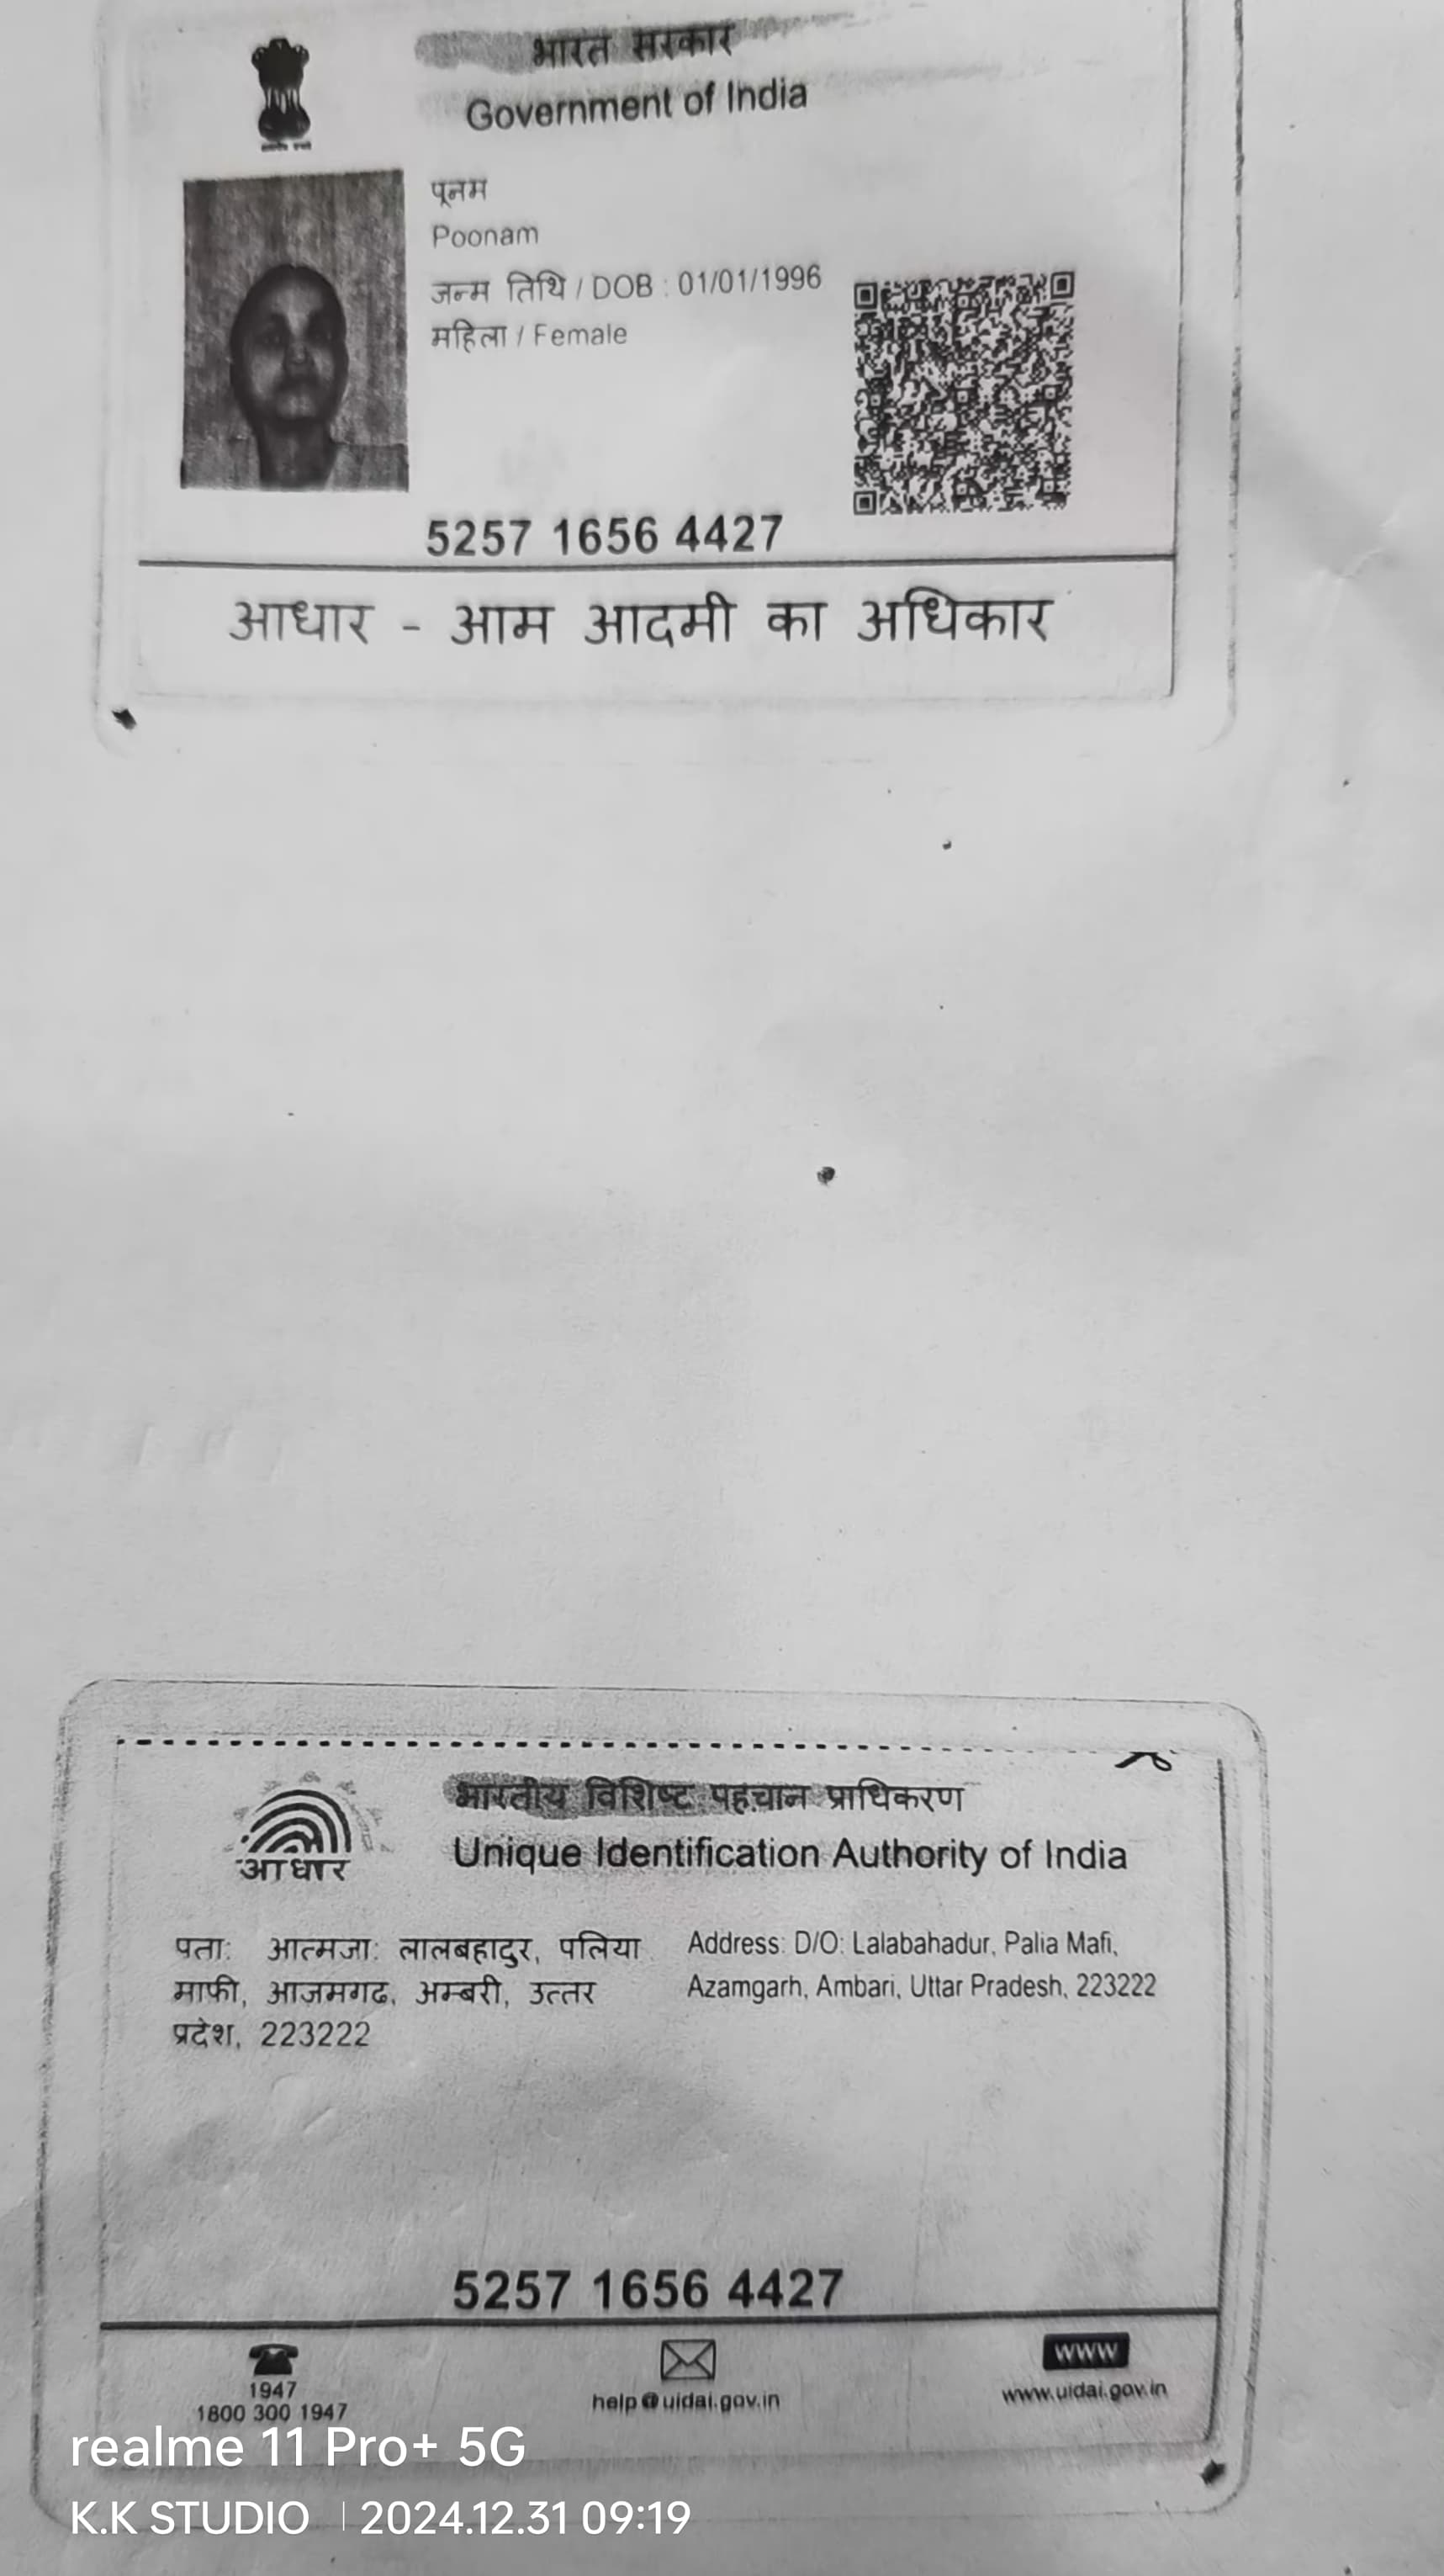 भारत सरकार
Government of India
पूनम
Poonam
जन्म तिथि / DOB : 01/01/1996
महिला / Female
5257 1656 4427
आधार - आम आदमी का अधिकार
भारतीय विशिष्ट पहचान प्राधिकरण
Unique Identification Authority of India
आधार
पता: आत्मजा: लालबहादुर, पलिया
माफी, आजमगढ, अम्बरी, उत्तर
प्रदेश, 223222
Address: D/O: Lalabahadur, Palia Mafi,
Azamgarh, Ambari, Uttar Pradesh, 223222
5257 1656 4427
1947
1800 300 1947
help@uidai.gov.in
www
www.uidai.gov.in
realme 11 Pro+ 5G
K.K STUDIO | 2024.12.31 09:19